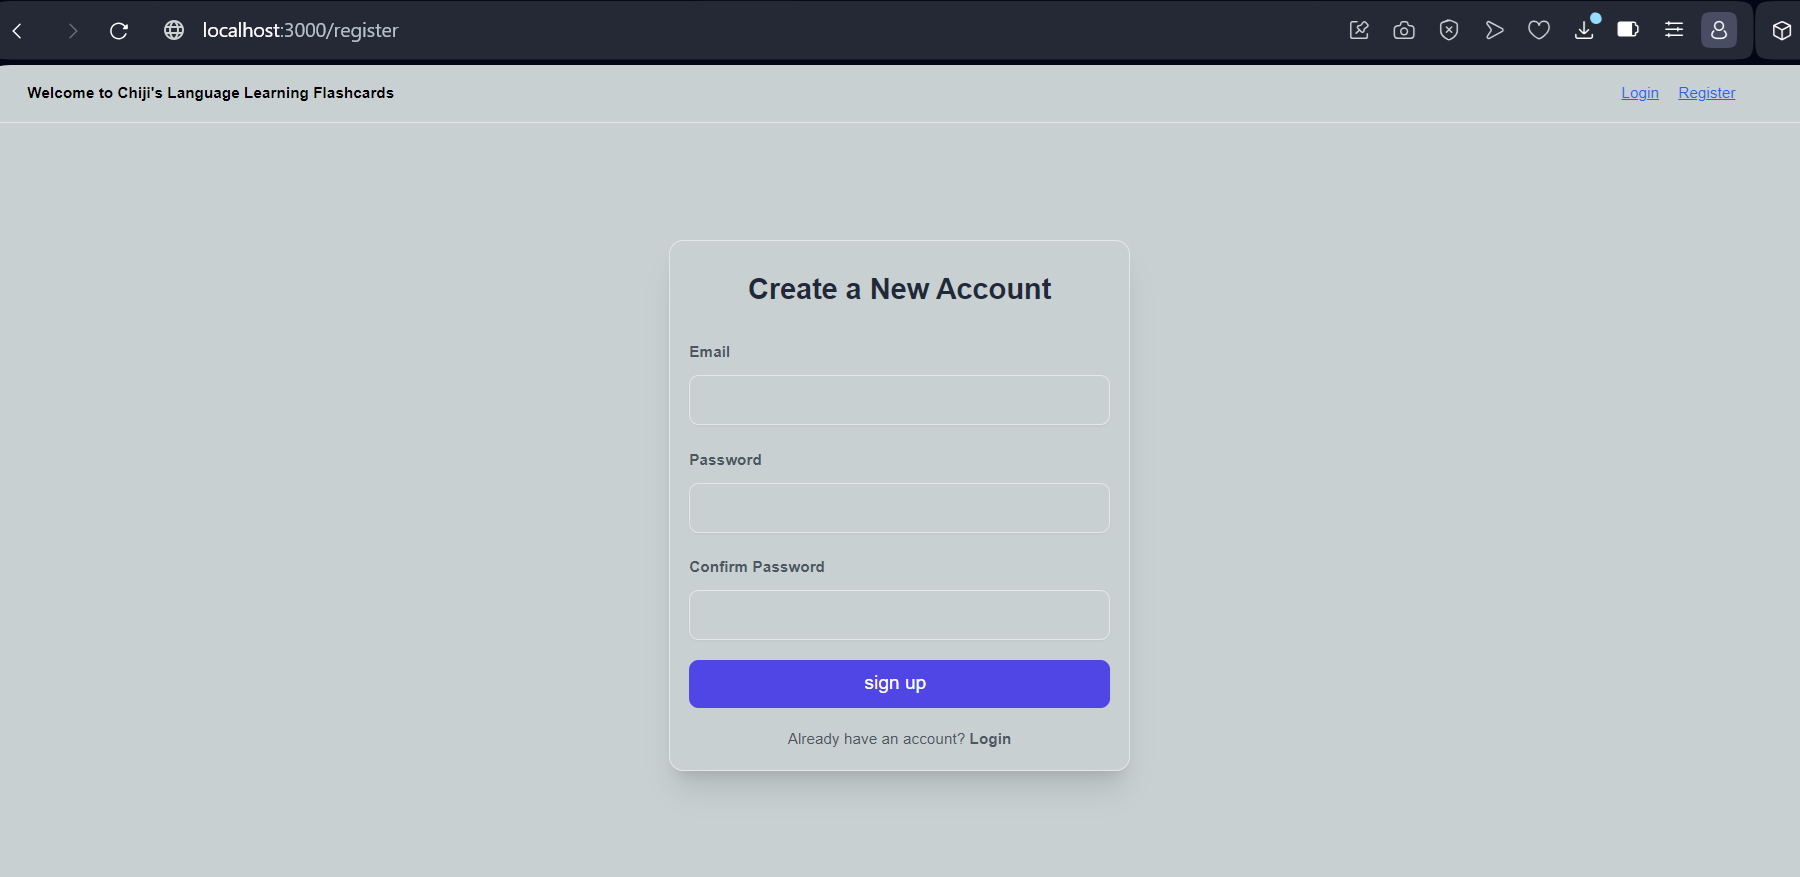 localhost:3000/register
Welcome to Chiji's Language Learning Flashcards
Login Register
Create a New Account
Email
Password
Confirm Password
sign up
Already have an account? Login